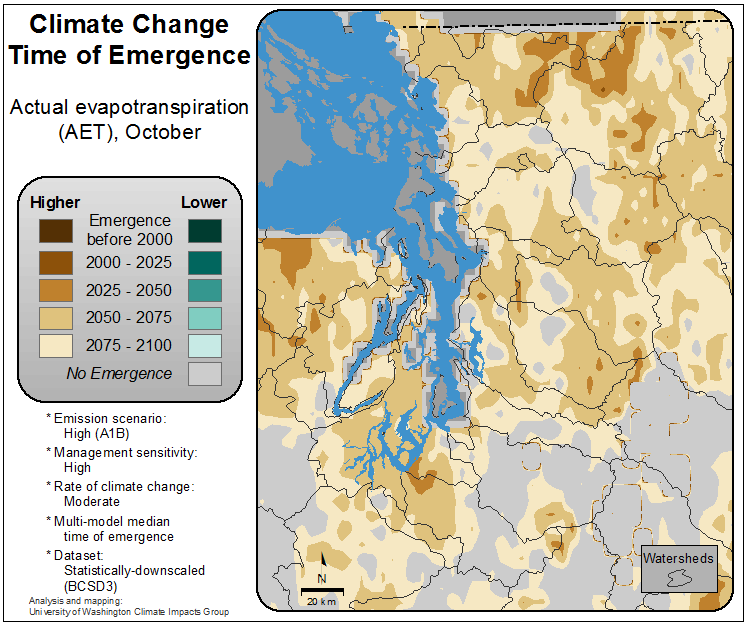 Climate Change
Time of Emergence
Actual evapotranspiration
(AET), October
Higher
Lower
Emergence
before 2000
2000 - 2025
2025 - 2050
2050 - 2075
2075 - 2100
No Emergence
* Emission scenario:
High (A1B)
* Management sensitivity:
High
* Rate of climate change:
Moderate
* Multi-model median
time of emergence
* Dataset:
Statistically-downscaled
(BCSD3)
Analysis and mapping:
University of Washington Climate Impacts Group
N
20 km
Watersheds